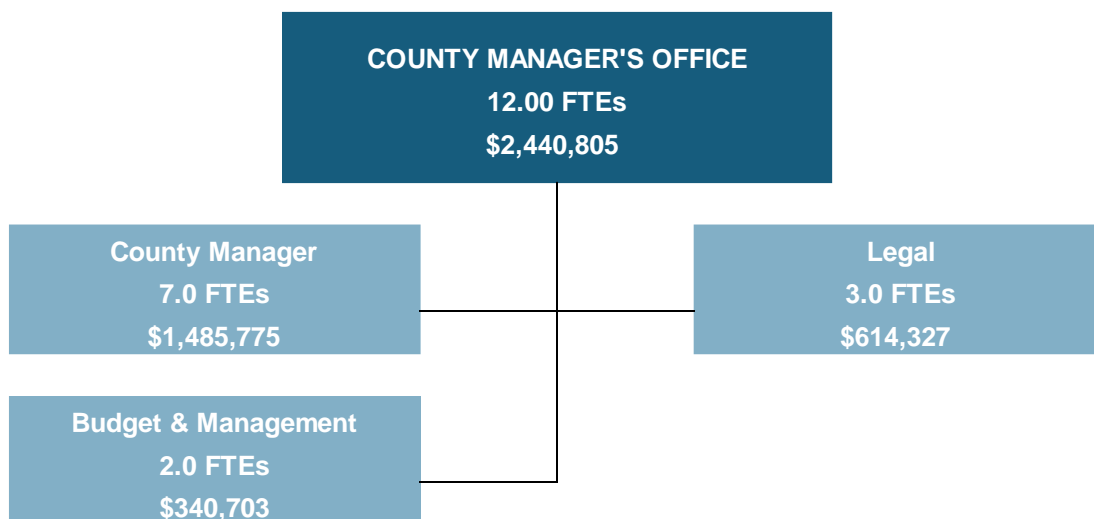 COUNTY MANAGER'S OFFICE
12.00 FTEs
$2,440,805
County Manager
7.0 FTEs
$1,485,775
Legal
3.0 FTEs
$614,327
Budget & Management
2.0 FTEs
$340,703